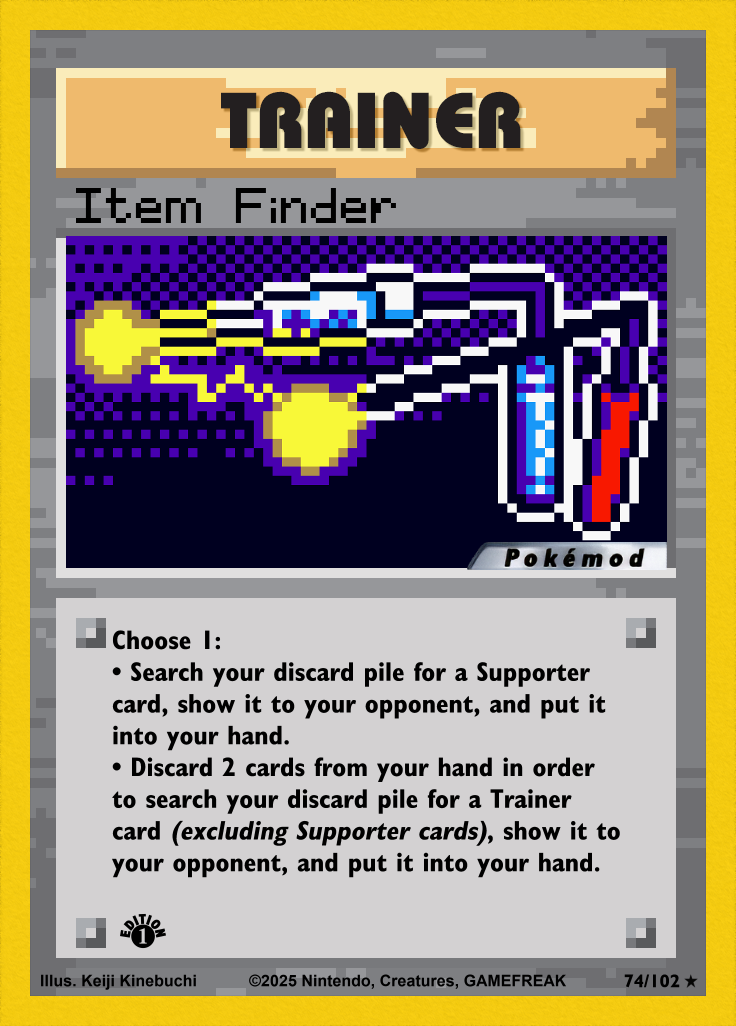 TRAINER
Item Finder
Pokémod
Choose 1:
• Search your discard pile for a Supporter
card, show it to your opponent, and put it
into your hand.
• Discard 2 cards from your hand in order
to search your discard pile for a Trainer
card (excluding Supporter cards), show it to
your opponent, and put it into your hand.
EDITION
1
Illus. Keiji Kinebuchi ©2025 Nintendo, Creatures, GAMEFREAK 74/102 ★